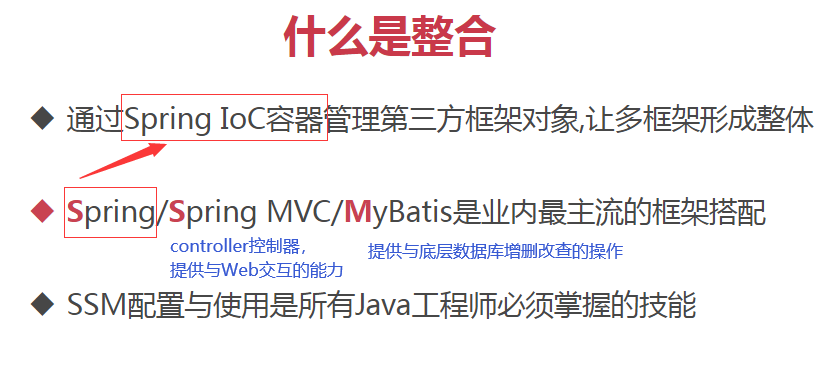 什么是整合
通过Spring IoC容器管理第三方框架对象,让多框架形成整体
Spring/Spring MVC/MyBatis是业内最主流的框架搭配
controller控制器，
提供与Web交互的能力
提供与底层数据库增删改查的操作
SSM配置与使用是所有Java工程师必须掌握的技能